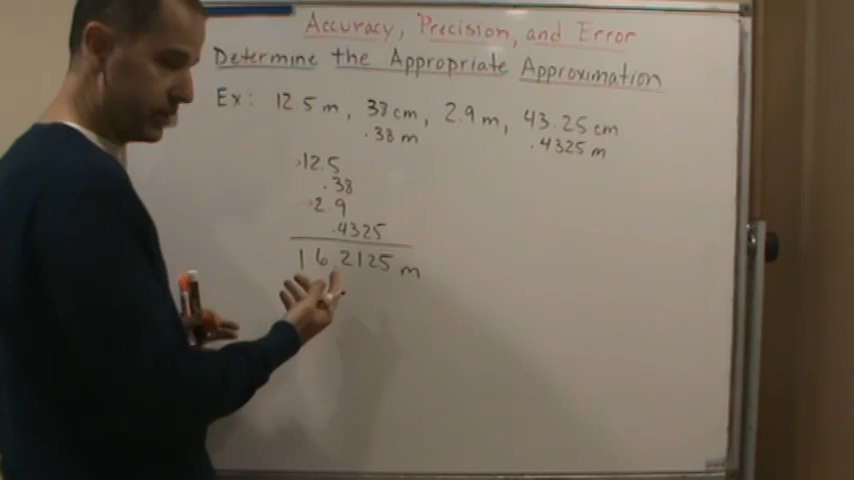 Accuracy, Precision, and Error
Determine the Appropriate Approximation
Ex: 12.5 m, 38 cm, 2.9 m, 43.25 cm
.38 m .4325 m
12.5
.38
2.9
.4325
16.2125 m